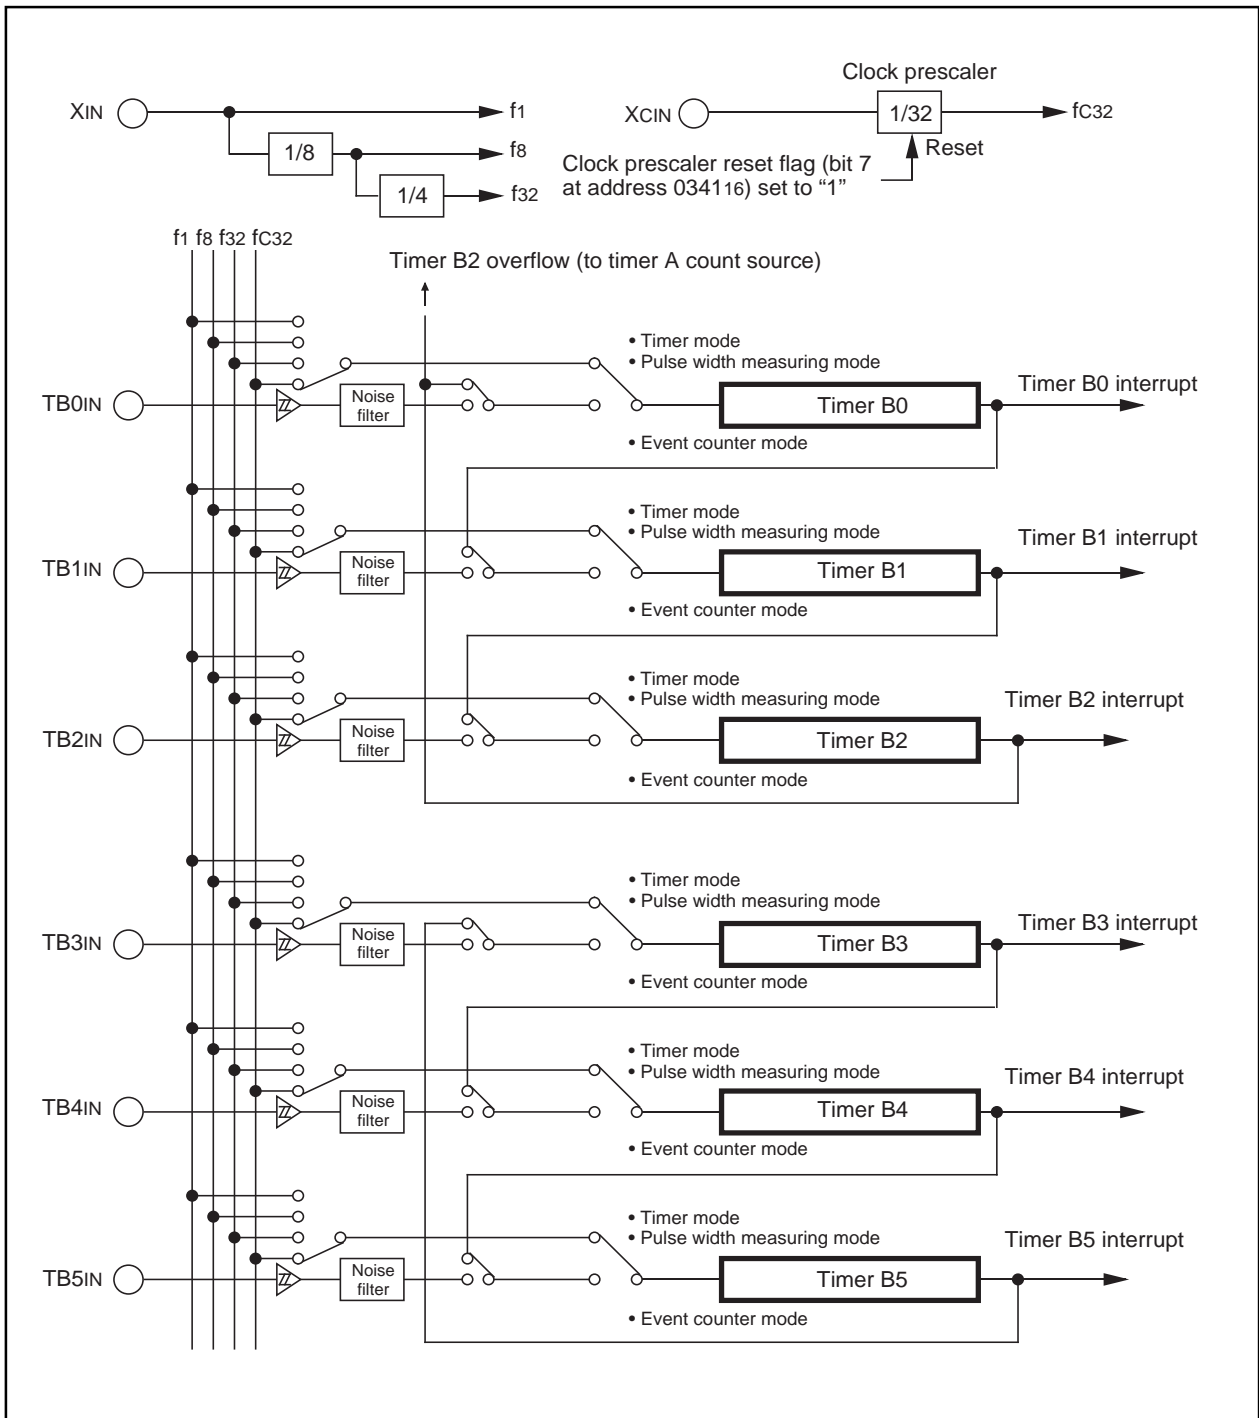 Clock prescaler
XIN
f1
XCIN
1/32
fC32
1/8
f8
Reset
Clock prescaler reset flag (bit 7
at address 034116) set to “1”
1/4
f32
f1 f8 f32 fC32
Timer B2 overflow (to timer A count source)
• Timer mode
• Pulse width measuring mode
TB0IN
Noise
filter
Timer B0
Timer B0 interrupt
• Event counter mode
• Timer mode
• Pulse width measuring mode
TB1IN
Noise
filter
Timer B1
Timer B1 interrupt
• Event counter mode
• Timer mode
• Pulse width measuring mode
TB2IN
Noise
filter
Timer B2
Timer B2 interrupt
• Event counter mode
• Timer mode
• Pulse width measuring mode
TB3IN
Noise
filter
Timer B3
Timer B3 interrupt
• Event counter mode
• Timer mode
• Pulse width measuring mode
TB4IN
Noise
filter
Timer B4
Timer B4 interrupt
• Event counter mode
• Timer mode
• Pulse width measuring mode
TB5IN
Noise
filter
Timer B5
Timer B5 interrupt
• Event counter mode